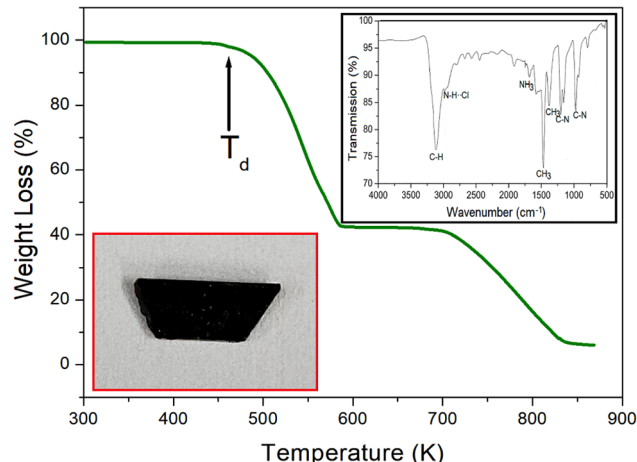 Weight Loss (%)
100
80
60
40
20
0
300
400
500
600
700
800
900
Temperature (K)
T_d
Transmission (%)
100
95
90
85
80
75
70
4000
3500
3000
2500
2000
1500
1000
500
Wavenumber (cm⁻¹)
C-H
N-H··Cl
NH₃
CH₃
CH₃
C-N
C-N